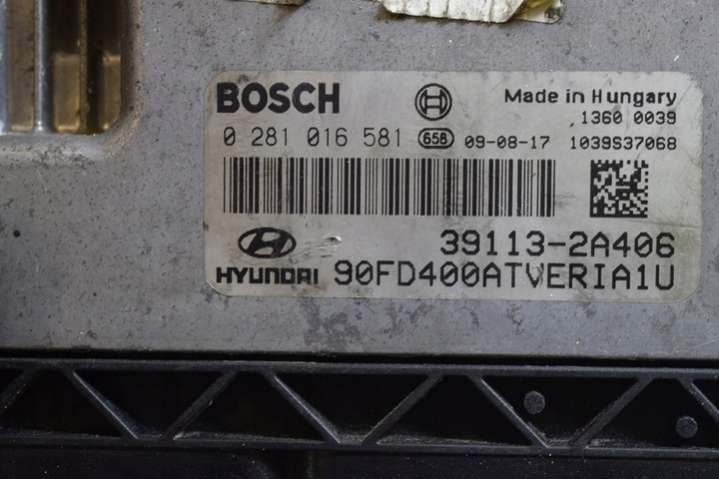 BOSCH Made in Hungary
1360 0039
0 281 016 581 658 09-08-17 1039S37068
39113-2A406
HYUNDAI 90FD400ATVERIA1U